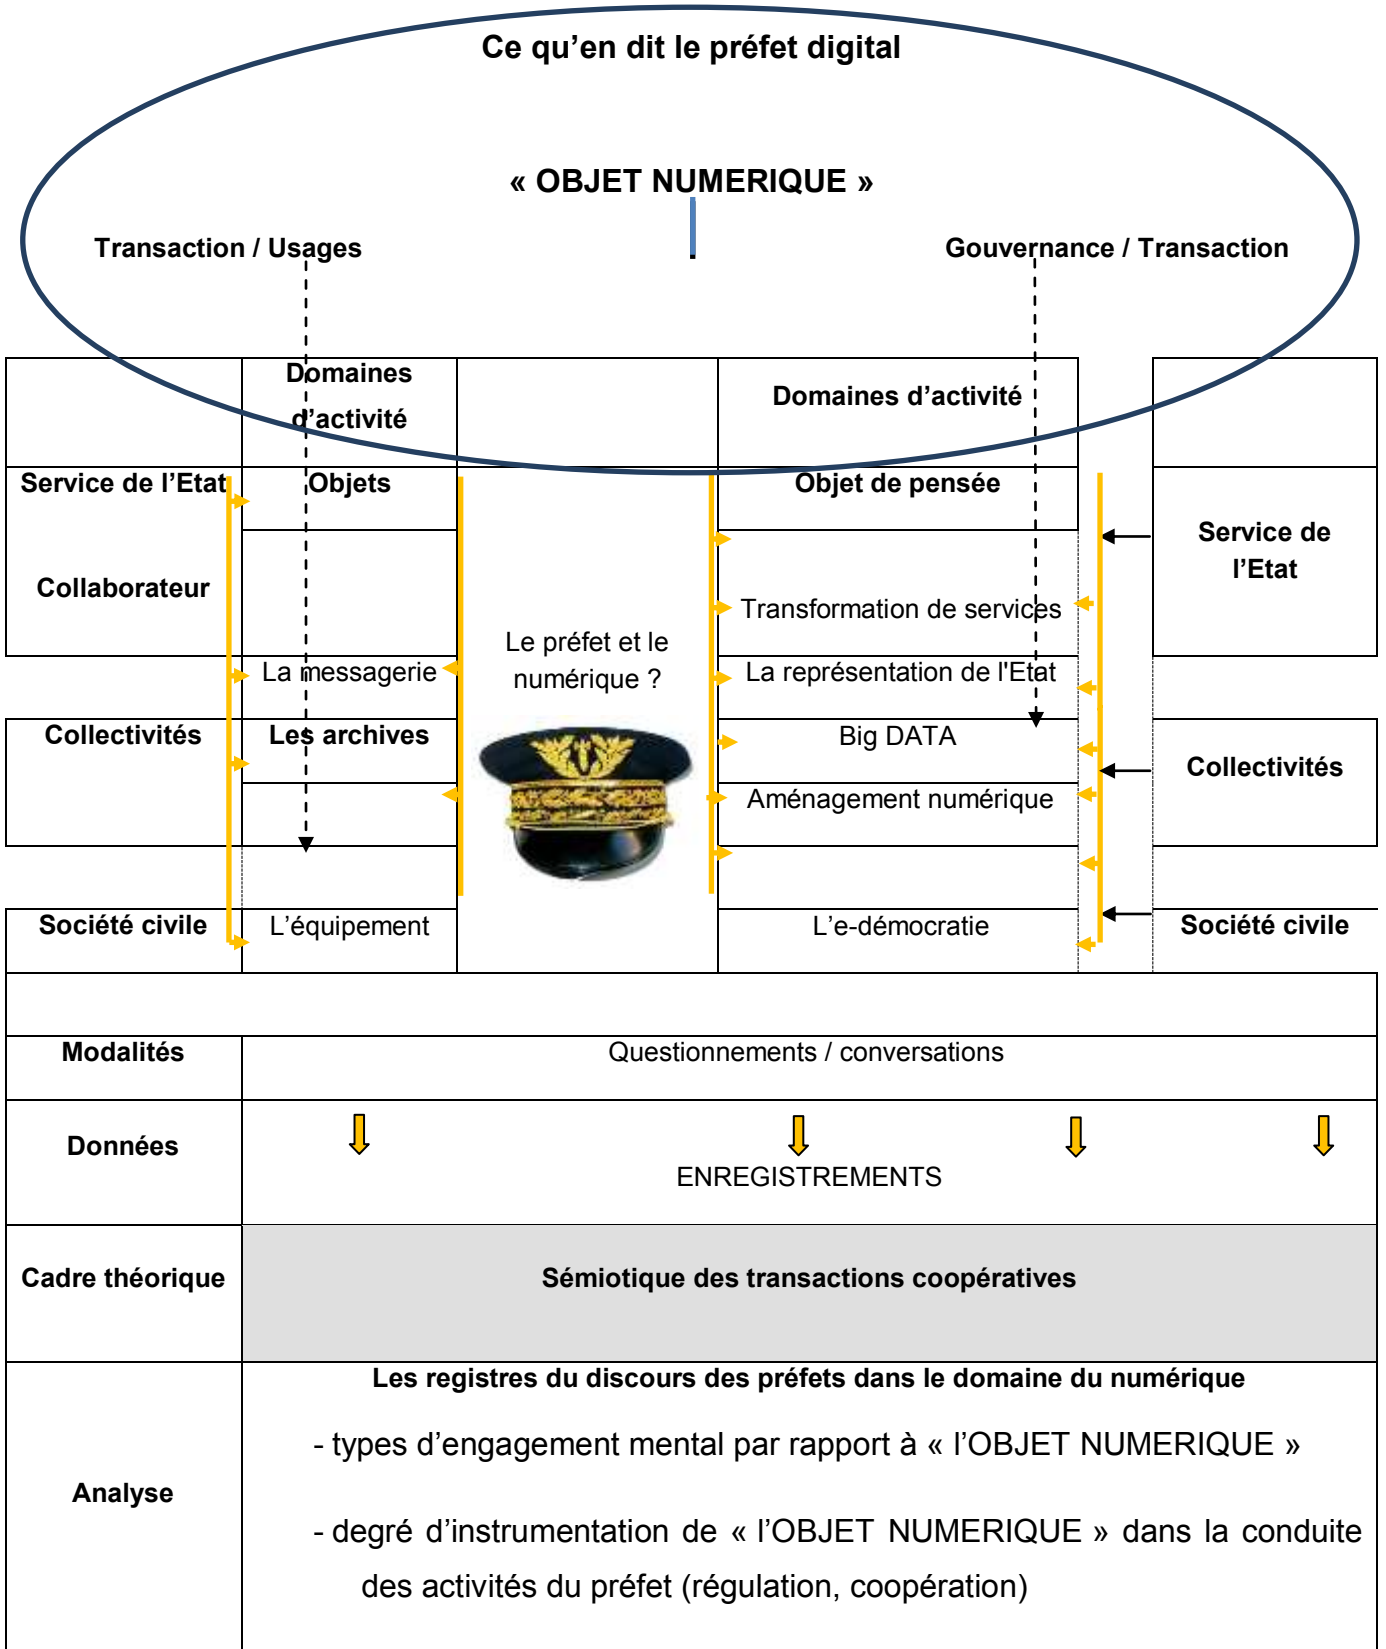 Ce qu’en dit le préfet digital
« OBJET NUMERIQUE »
Transaction / Usages
Gouvernance / Transaction
Domaines
d’activité
Domaines d’activité
Service de l’Etat
Objets
Objet de pensée
Service de
l’Etat
Collaborateur
Transformation de services
Le préfet et le
numérique ?
La messagerie
La représentation de l'Etat
Collectivités
Les archives
Big DATA
Collectivités
Aménagement numérique
Société civile
L’équipement
L’e-démocratie
Société civile
Modalités
Questionnements / conversations
Données
ENREGISTREMENTS
Cadre théorique
Sémiotique des transactions coopératives
Analyse
Les registres du discours des préfets dans le domaine du numérique
- types d’engagement mental par rapport à « l’OBJET NUMERIQUE »
- degré d’instrumentation de « l’OBJET NUMERIQUE » dans la conduite
des activités du préfet (régulation, coopération)